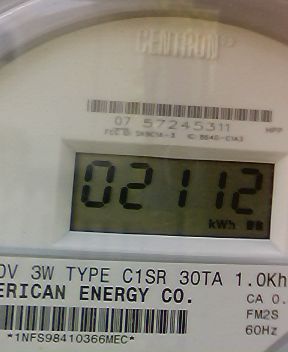 CENTRON
07 57245311
HPP
02112
kWh
0V 3W TYPE C1SR 30TA 1.0Kh
ERICAN ENERGY CO.
CA 0.
FM2S
60Hz
*1NFS98410366MEC*